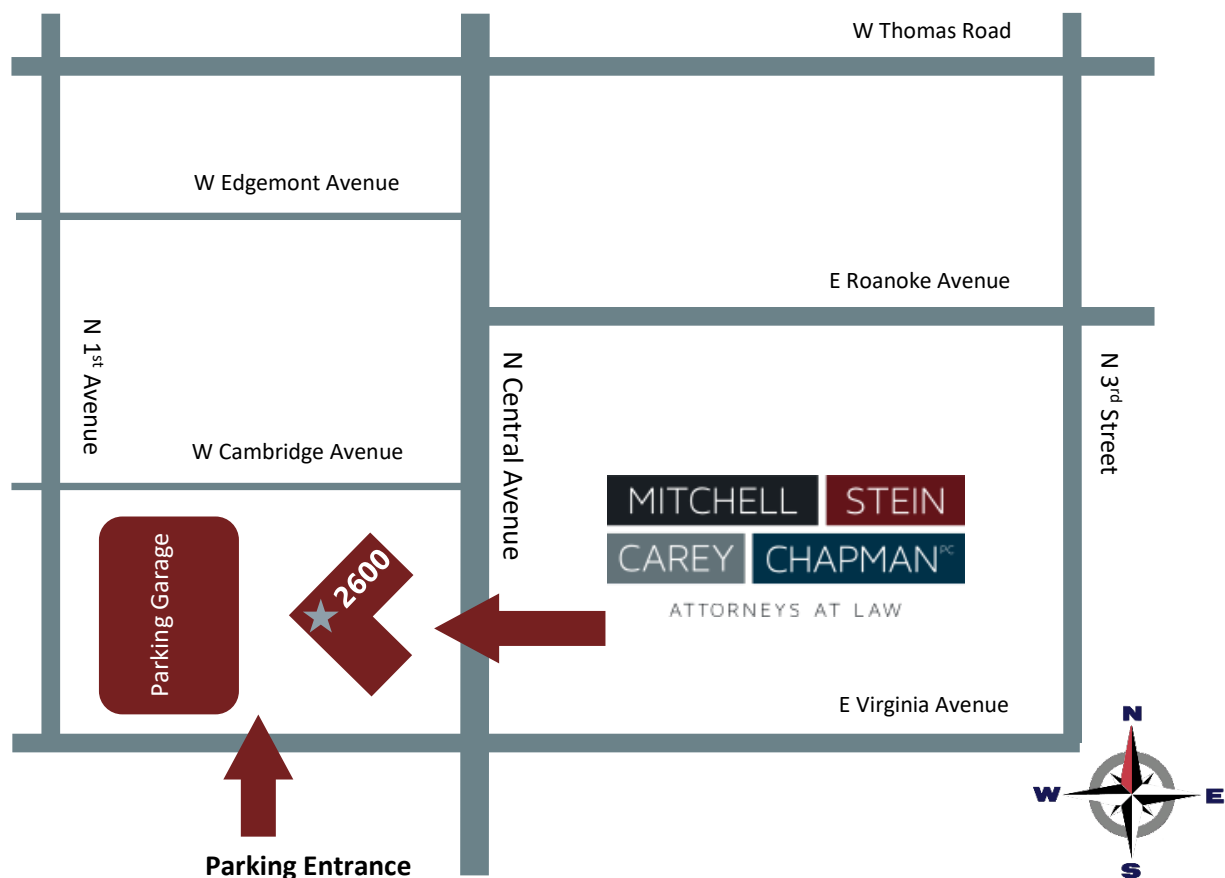 W Thomas Road
W Edgemont Avenue
E Roanoke Avenue
N 1st Avenue
N Central Avenue
N 3rd Street
W Cambridge Avenue
MITCHELL STEIN
CAREY CHAPMAN PC
ATTORNEYS AT LAW
Parking Garage
2600
E Virginia Avenue
N
W E
S
Parking Entrance